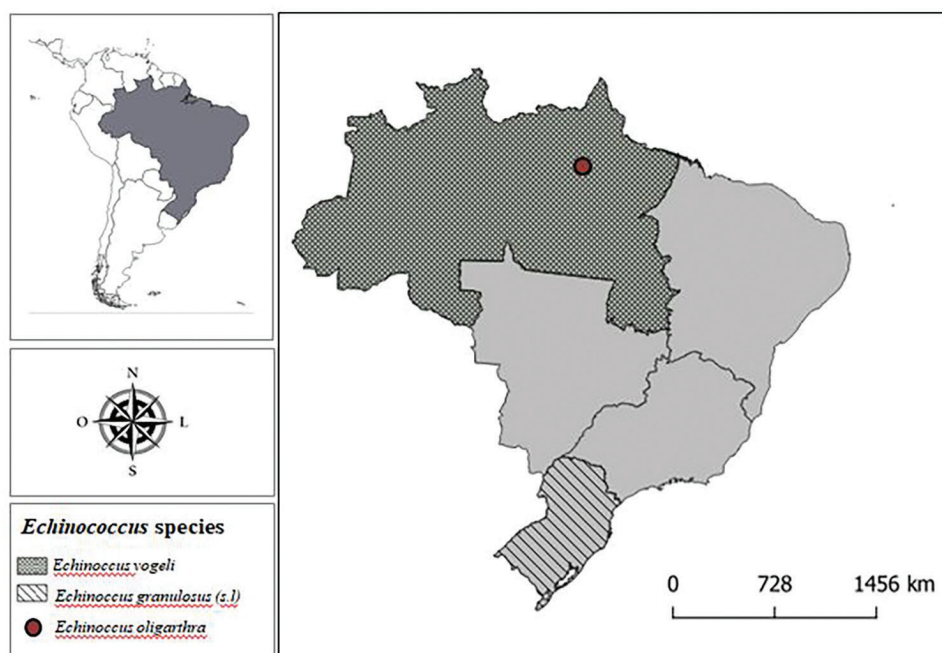 N
O L
S
Echinococcus species
Echinoccus vogeli
Echinoccus granulosus (s.l)
Echinoccus oligarthra
0 728 1456 km